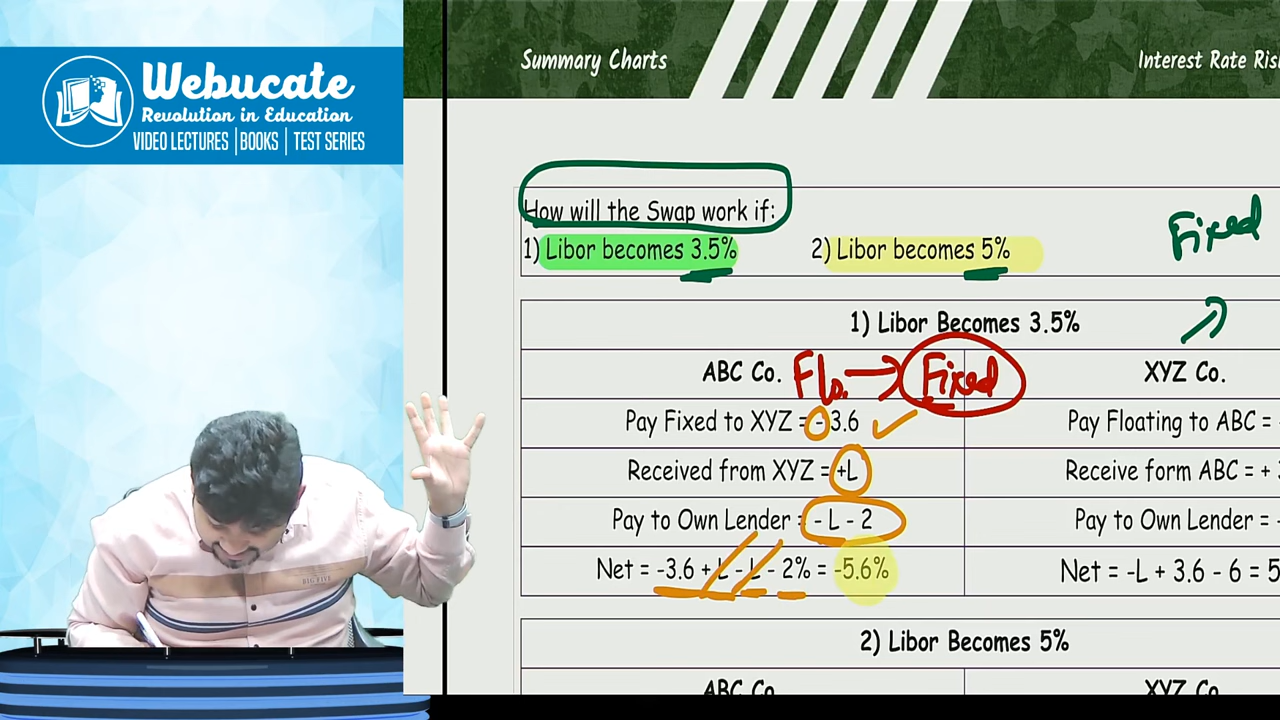 Webucate
Revolution in Education
VIDEO LECTURES | BOOKS | TEST SERIES
Summary Charts
Interest Rate Ris
How will the Swap work if:
1) Libor becomes 3.5%
2) Libor becomes 5%
Fixed
1) Libor Becomes 3.5%
ABC Co.
Flo. → Fixed
XYZ Co.
Pay Fixed to XYZ = - 3.6
Pay Floating to ABC =
Received from XYZ = +L
Receive form ABC = +
Pay to Own Lender = - L - 2
Pay to Own Lender =
Net = -3.6 + L - L - 2% = -5.6%
Net = -L + 3.6 - 6 = 5
2) Libor Becomes 5%
ABC Co
XYZ Co